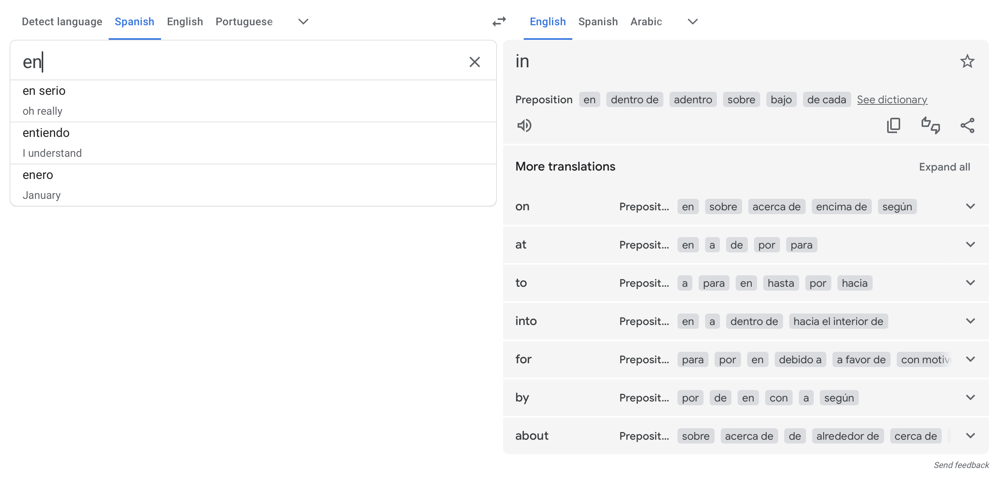 Detect language Spanish English Portuguese
English Spanish Arabic
en
en serio
oh really
entiendo
I understand
enero
January
in
Preposition en dentro de adentro sobre bajo de cada See dictionary
More translations Expand all
on Preposit... en sobre acerca de encima de según
at Preposit... en a de por para
to Preposit... a para en hasta por hacia
into Preposit... en a dentro de hacia el interior de
for Preposit... para por en debido a a favor de con
by Preposit... por de en con a según
about Preposit... sobre acerca de de alrededor de cerca de
Send feedback